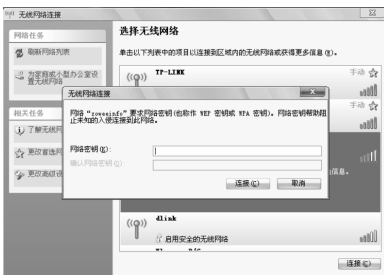 无线网络连接
网络任务
刷新网络列表
为家庭或小型办公室设
置无线网络
相关任务
了解无线网
更改首选网
更改高级设
选择无线网络
单击以下列表中的项目以连接到区域内的无线网络或获得更多信息(W)。
TP-LINK
手动
无线网络连接
网络“zoweeinfo”要求网络密钥(也称作 WEP 密钥或 WPA 密钥)。网络密钥帮助阻
止未知的入侵连接到此网络。
网络密钥(K):
确认网络密钥(O):
连接(C)
取消
信息。
dlink
手动
启用安全的无线网络
连接(C)